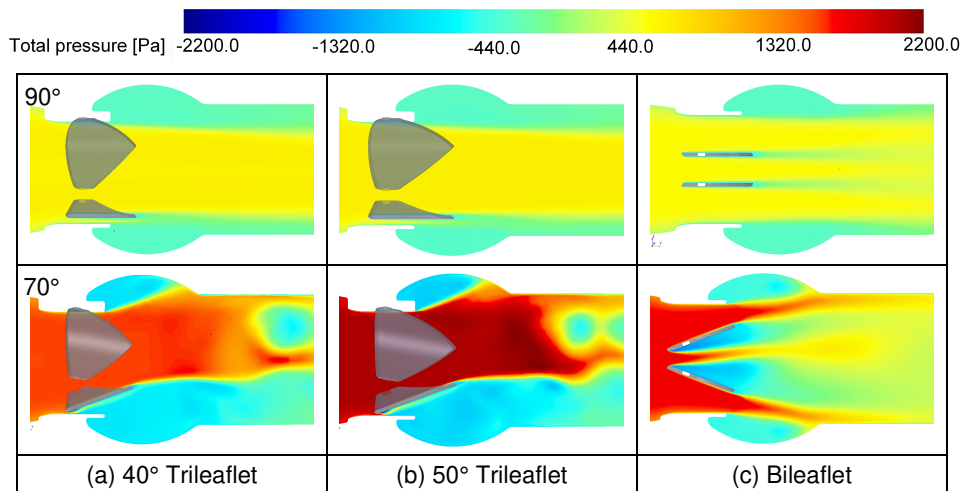 Total pressure [Pa] -2200.0 -1320.0 -440.0 440.0 1320.0 2200.0
90°
70°
(a) 40° Trileaflet (b) 50° Trileaflet (c) Bileaflet